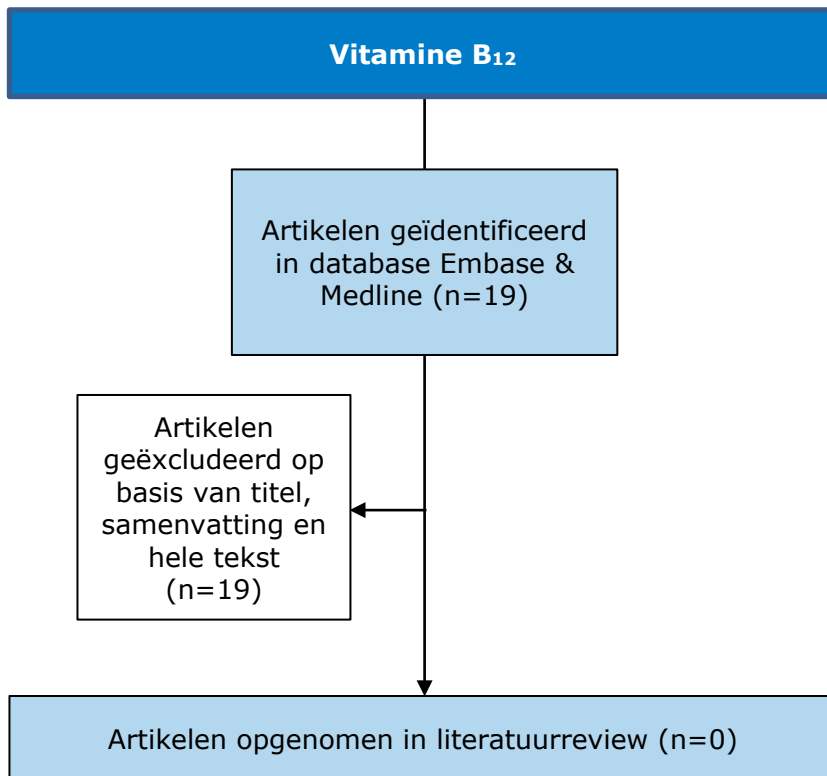 Vitamine B₁₂
Artikelen geïdentificeerd
in database Embase &
Medline (n=19)
Artikelen
geëxcludeerd op
basis van titel,
samenvatting en
hele tekst
(n=19)
Artikelen opgenomen in literatuurreview (n=0)